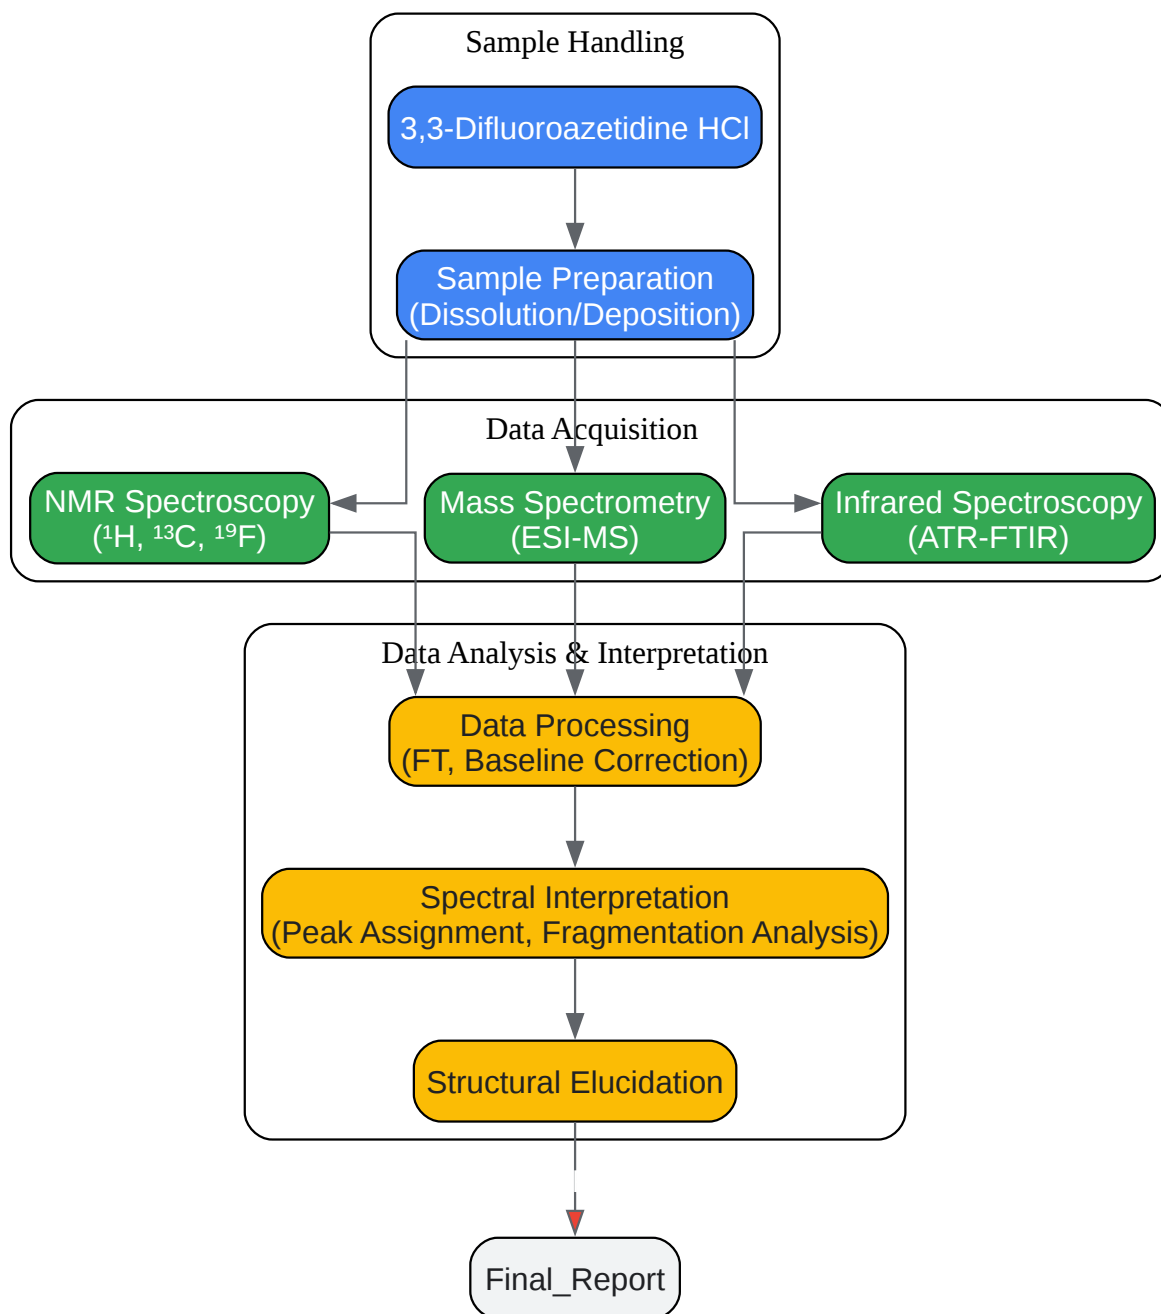 Sample Handling
3,3-Difluoroazetidine HCl
Sample Preparation
(Dissolution/Deposition)
Data Acquisition
NMR Spectroscopy
(¹H, ¹³C, ¹⁹F)
Mass Spectrometry
(ESI-MS)
Infrared Spectroscopy
(ATR-FTIR)
Data Analysis & Interpretation
Data Processing
(FT, Baseline Correction)
Spectral Interpretation
(Peak Assignment, Fragmentation Analysis)
Structural Elucidation
Final_Report